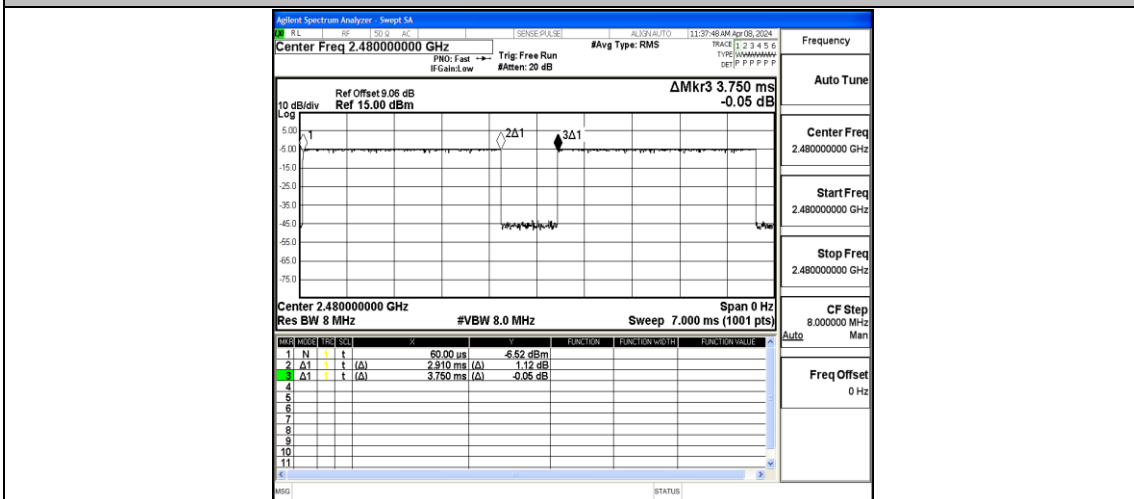 Agilent Spectrum Analyzer - Swept SA
RL RF 50 Ω AC SENSE:PULSE ALIGN AUTO 11:37:48 AM Apr 08, 2024
Center Freq 2.480000000 GHz #Avg Type: RMS TRACE 1 2 3 4 5 6
PNO: Fast Trig: Free Run TYPE
IFGain:Low #Atten: 20 dB DET P P P P P P
Frequency
Auto Tune
Center Freq
2.480000000 GHz
Start Freq
2.480000000 GHz
Stop Freq
2.480000000 GHz
CF Step
8.000000 MHz
Auto Man
Freq Offset
0 Hz
ΔMkr3 3.750 ms
-0.05 dB
Ref Offset 9.06 dB
10 dB/div Ref 15.00 dBm
Log
5.00
-5.00
-15.0
-25.0
-35.0
-45.0
-55.0
-65.0
-75.0
1
2Δ1
3Δ1
Center 2.480000000 GHz Span 0 Hz
Res BW 8 MHz #VBW 8.0 MHz Sweep 7.000 ms (1001 pts)
MKR MODE TRC SCL X Y FUNCTION FUNCTION WIDTH FUNCTION VALUE
1 N 1 t 60.00 us -6.52 dBm
2 Δ1 1 t (Δ) 2.910 ms (Δ) 1.12 dB
3 Δ1 1 t (Δ) 3.750 ms (Δ) -0.05 dB
4
5
6
7
8
9
10
11
MSG STATUS